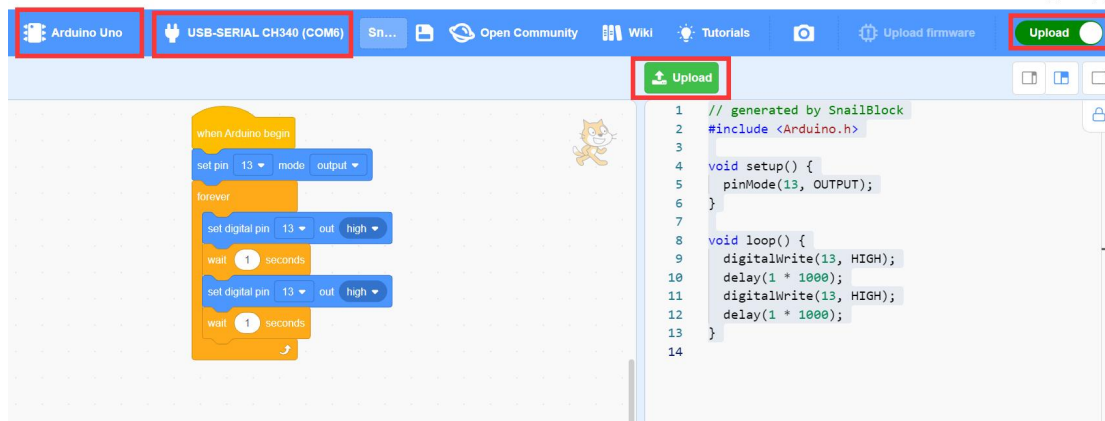 Arduino Uno
USB-SERIAL CH340 (COM6)
Sn...
Open Community
Wiki
Tutorials
Upload firmware
Upload
Upload
when Arduino begin
set pin 13 mode output
forever
set digital pin 13 out high
wait 1 seconds
set digital pin 13 out high
wait 1 seconds
1 // generated by SnailBlock
2 #include <Arduino.h>
3
4 void setup() {
5 pinMode(13, OUTPUT);
6 }
7
8 void loop() {
9 digitalWrite(13, HIGH);
10 delay(1 * 1000);
11 digitalWrite(13, HIGH);
12 delay(1 * 1000);
13 }
14